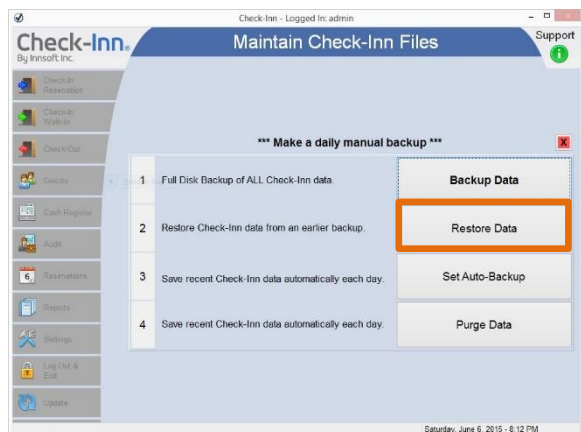 Check-Inn - Logged In: admin
Check-Inn®
By Innsoft Inc.
Maintain Check-Inn Files
Support
Check-In
Reservation
Check-In
Walk-In
Check-Out
Guests
Cash Register
Audit
6
Reservations
Reports
Settings
Log Out &
Exit
Update
*** Make a daily manual backup ***
X
1 Full Disk Backup of ALL Check-Inn data. Backup Data
2 Restore Check-Inn data from an earlier backup. Restore Data
3 Save recent Check-Inn data automatically each day. Set Auto-Backup
4 Save recent Check-Inn data automatically each day. Purge Data
Saturday, June 6, 2015 - 8:12 PM